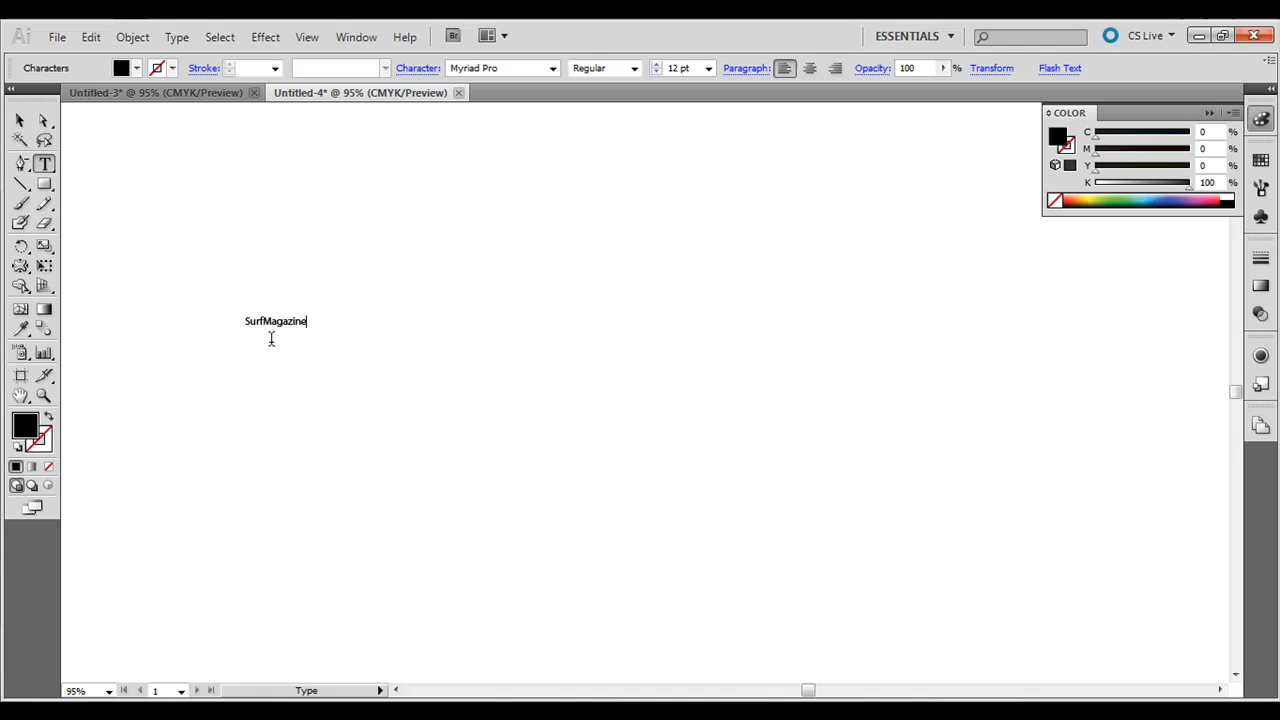 Ai File Edit Object Type Select Effect View Window Help Br ESSENTIALS CS Live
Characters Stroke: Character: Myriad Pro Regular 12 pt Paragraph: Opacity: 100 % Transform Flash Text
Untitled-3* @ 95% (CMYK/Preview) Untitled-4* @ 95% (CMYK/Preview)
COLOR
C 0 %
M 0 %
Y 0 %
K 100 %
T
SurfMagazine
95% 1 Type